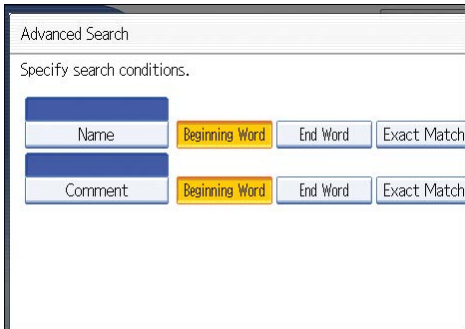 Advanced Search
Specify search conditions.
Name Beginning Word End Word Exact Match
Comment Beginning Word End Word Exact Match